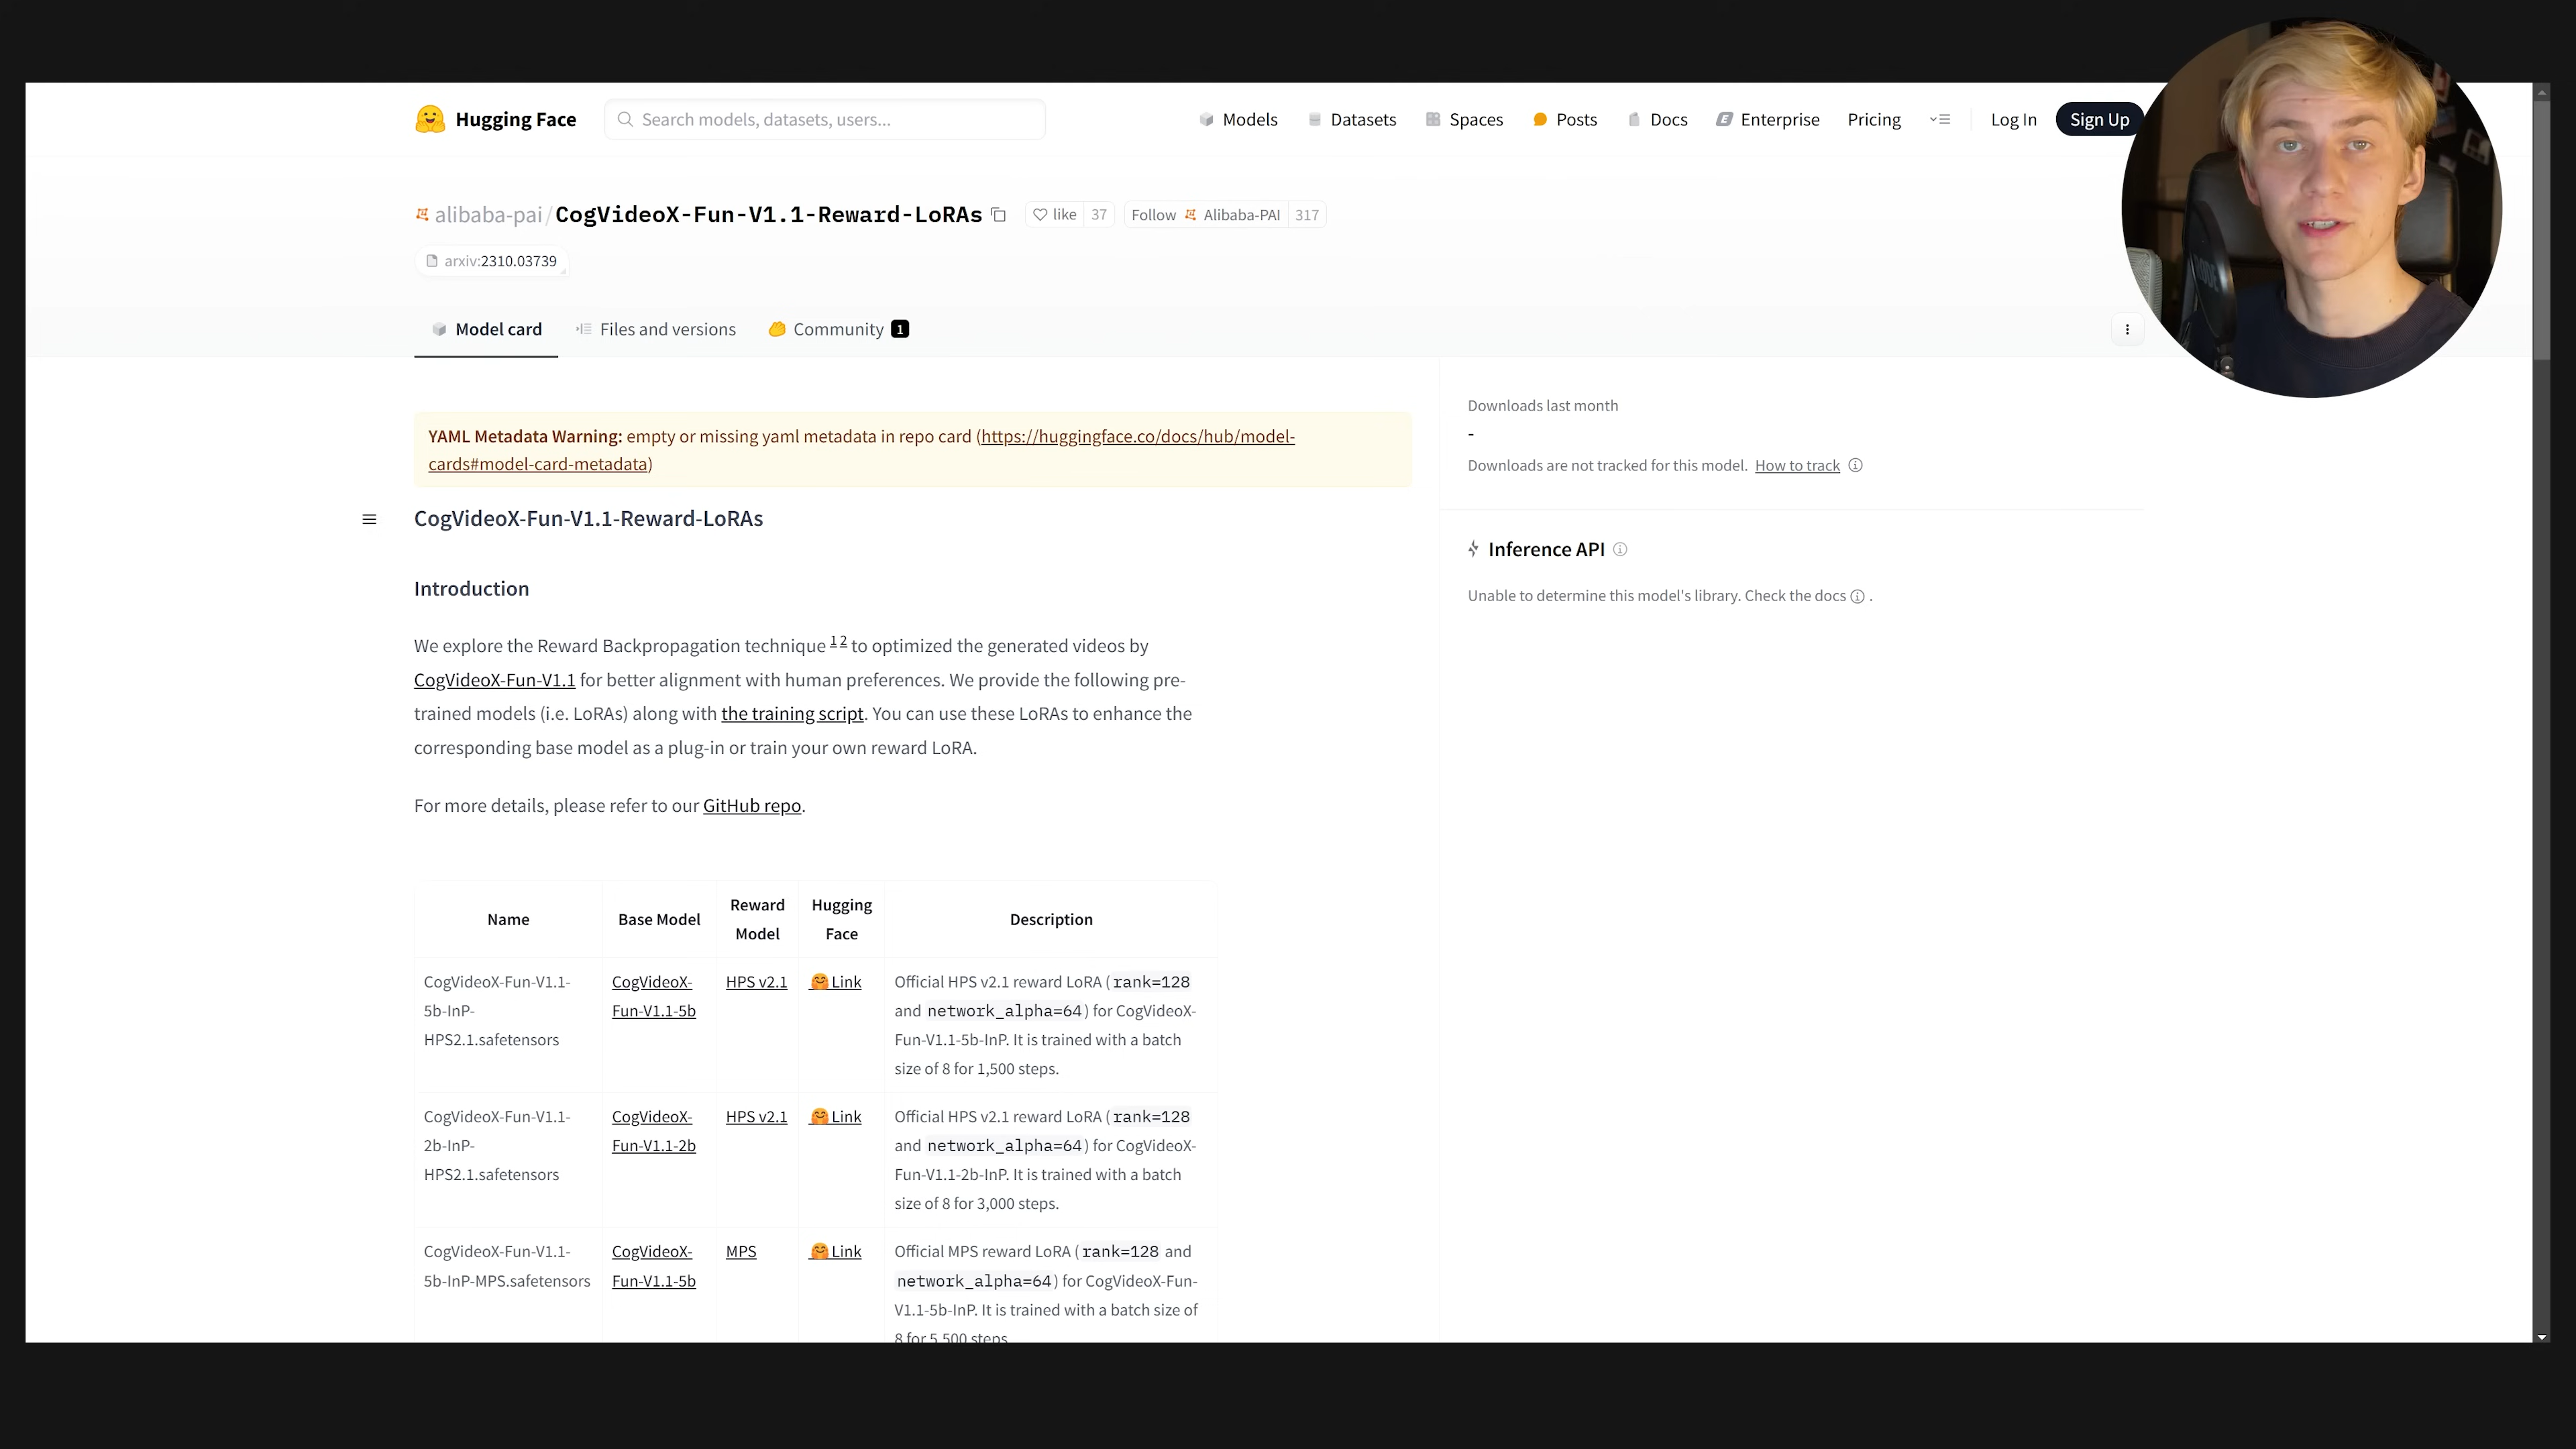 Hugging Face
Search models, datasets, users...
Models
Datasets
Spaces
Posts
Docs
Enterprise
Pricing
Log In
Sign Up
alibaba-pai/CogVideoX-Fun-V1.1-Reward-LoRAs
like 37
Follow Alibaba-PAI 317
arxiv:2310.03739
Model card
Files and versions
Community 1
YAML Metadata Warning: empty or missing yaml metadata in repo card (https://huggingface.co/docs/hub/model-
cards#model-card-metadata)
CogVideoX-Fun-V1.1-Reward-LoRAs
Introduction
We explore the Reward Backpropagation technique 1 2 to optimized the generated videos by
CogVideoX-Fun-V1.1 for better alignment with human preferences. We provide the following pre-
trained models (i.e. LoRAs) along with the training script. You can use these LoRAs to enhance the
corresponding base model as a plug-in or train your own reward LoRA.
For more details, please refer to our GitHub repo.
Name
Base Model
Reward
Model
Hugging
Face
Description
CogVideoX-Fun-V1.1-
5b-InP-
HPS2.1.safetensors
CogVideoX-
Fun-V1.1-5b
HPS v2.1
🤗 Link
Official HPS v2.1 reward LoRA (rank=128
and network_alpha=64) for CogVideoX-
Fun-V1.1-5b-InP. It is trained with a batch
size of 8 for 1,500 steps.
CogVideoX-Fun-V1.1-
2b-InP-
HPS2.1.safetensors
CogVideoX-
Fun-V1.1-2b
HPS v2.1
🤗 Link
Official HPS v2.1 reward LoRA (rank=128
and network_alpha=64) for CogVideoX-
Fun-V1.1-2b-InP. It is trained with a batch
size of 8 for 3,000 steps.
CogVideoX-Fun-V1.1-
5b-InP-MPS.safetensors
CogVideoX-
Fun-V1.1-5b
MPS
🤗 Link
Official MPS reward LoRA (rank=128 and
network_alpha=64) for CogVideoX-Fun-
V1.1-5b-InP. It is trained with a batch size of
8 for 5,500 steps
Downloads last month
-
Downloads are not tracked for this model. How to track
Inference API
Unable to determine this model's library. Check the docs .